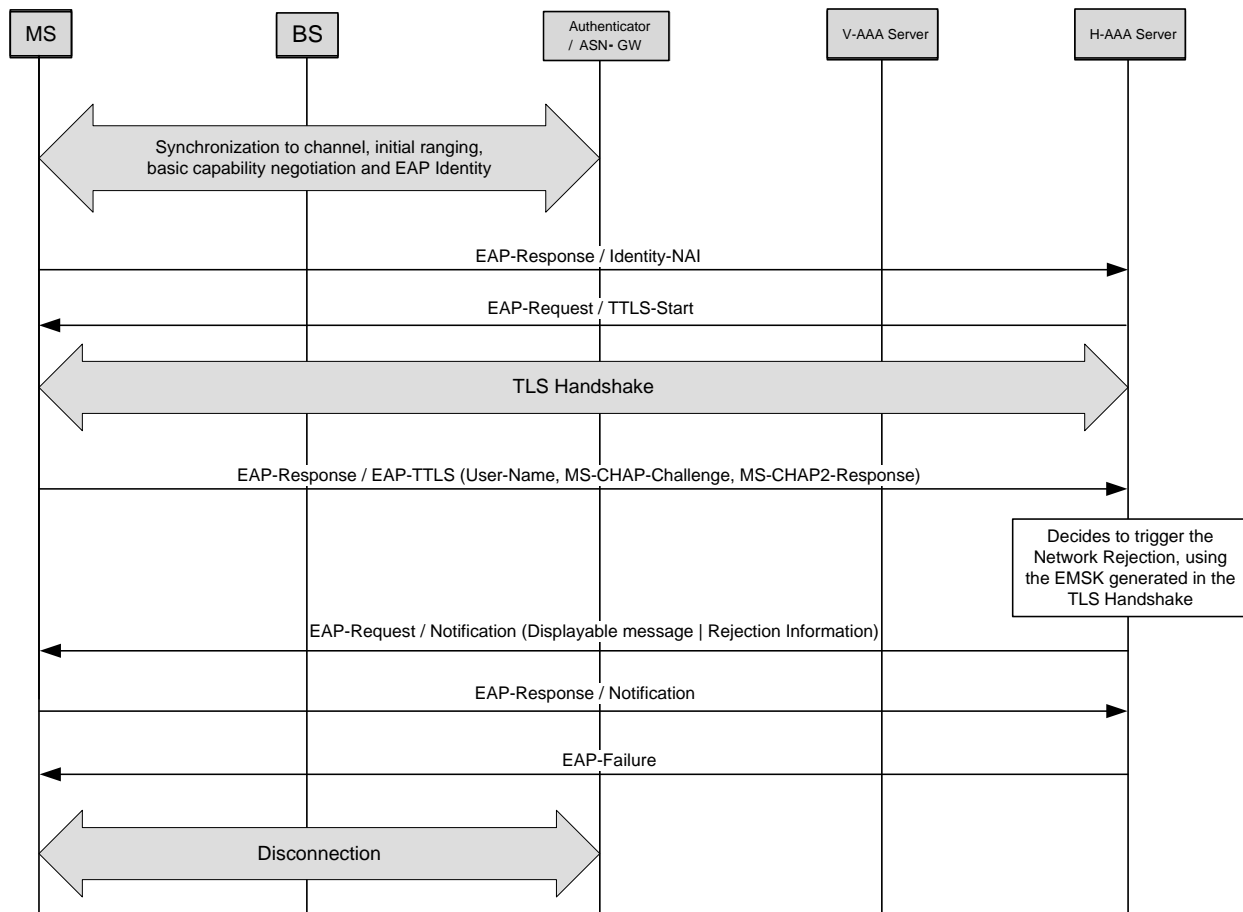 MS
BS
Authenticator
/ ASN- GW
V-AAA Server
H-AAA Server
Synchronization to channel, initial ranging,
basic capability negotiation and EAP Identity
EAP-Response / Identity-NAI
EAP-Request / TTLS-Start
TLS Handshake
EAP-Response / EAP-TTLS (User-Name, MS-CHAP-Challenge, MS-CHAP2-Response)
Decides to trigger the
Network Rejection, using
the EMSK generated in the
TLS Handshake
EAP-Request / Notification (Displayable message | Rejection Information)
EAP-Response / Notification
EAP-Failure
Disconnection